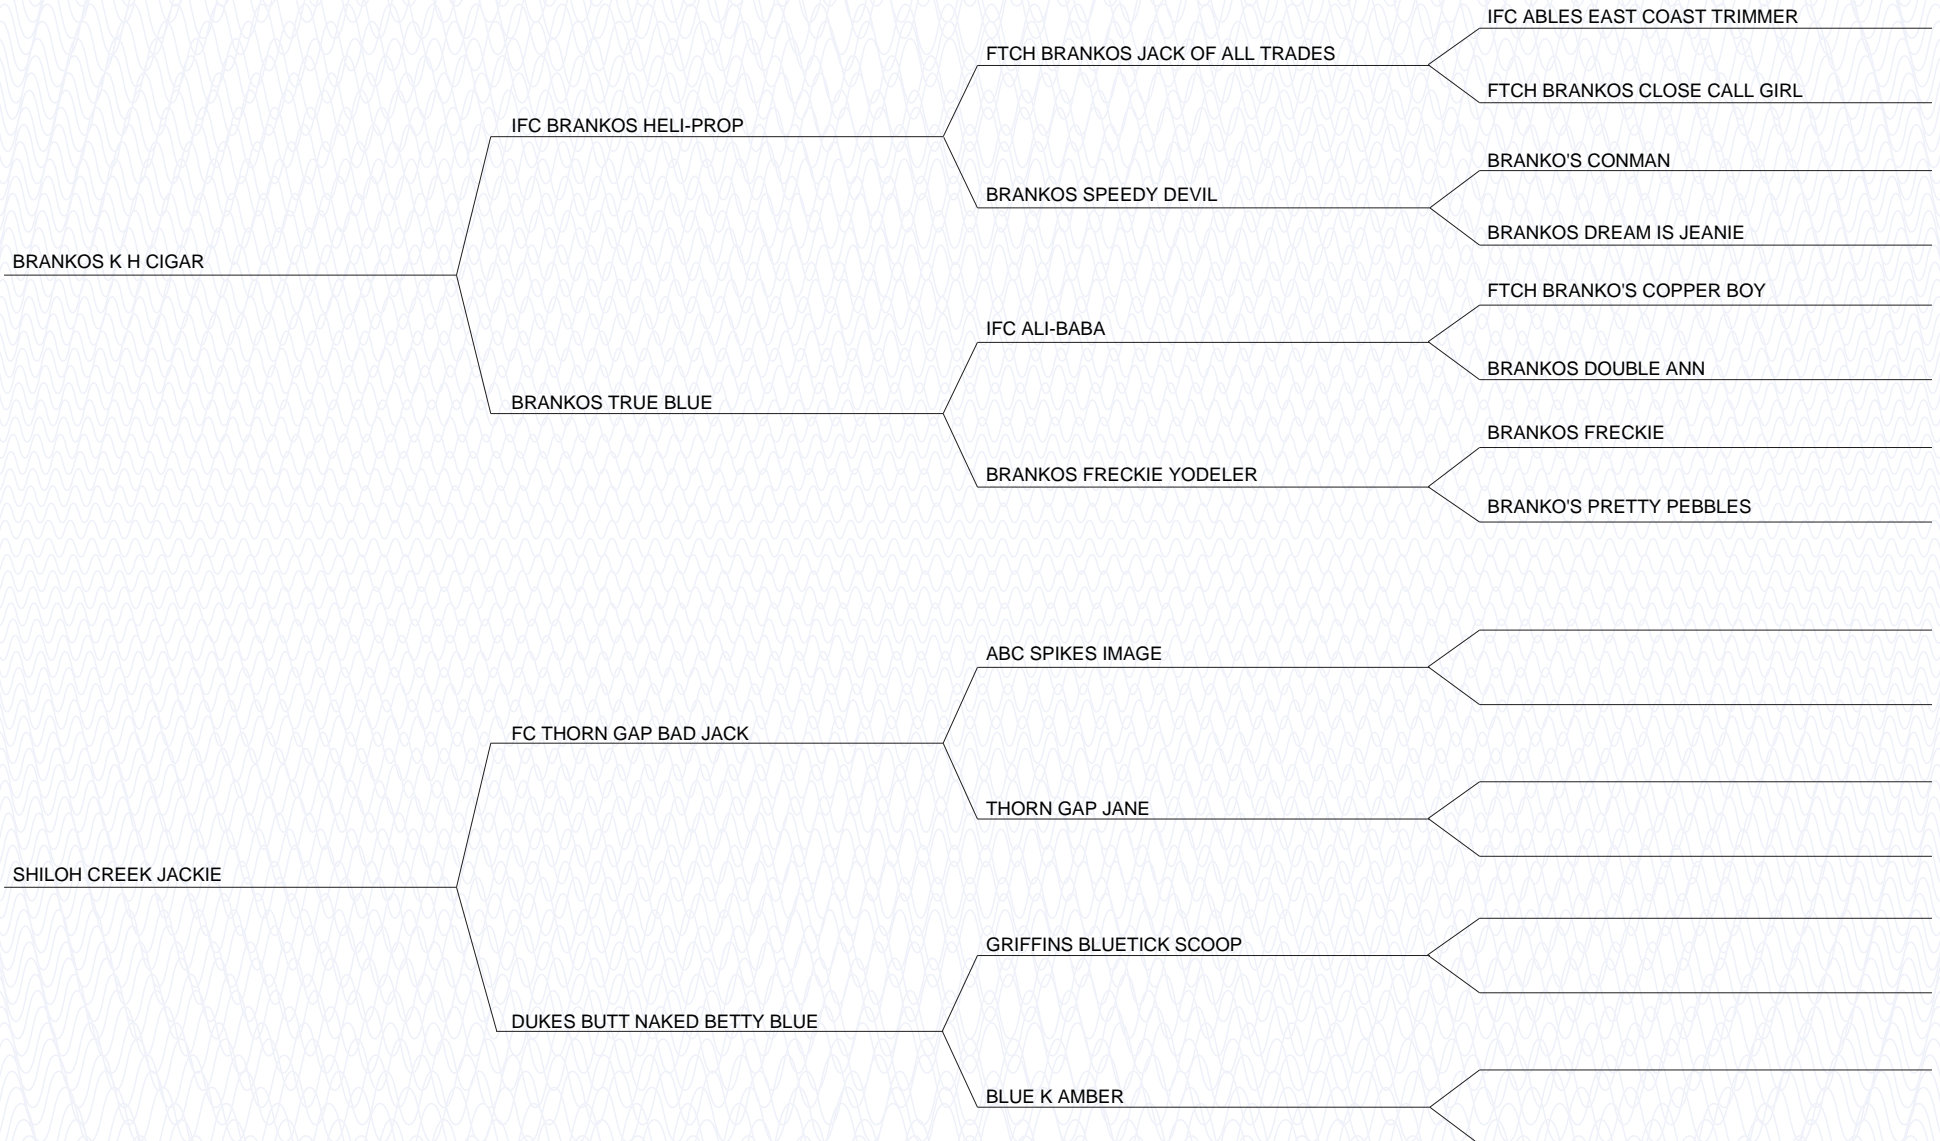 IFC ABLES EAST COAST TRIMMER
FTCH BRANKOS JACK OF ALL TRADES
FTCH BRANKOS CLOSE CALL GIRL
IFC BRANKOS HELI-PROP
BRANKO'S CONMAN
BRANKOS SPEEDY DEVIL
BRANKOS DREAM IS JEANIE
BRANKOS K H CIGAR
FTCH BRANKO'S COPPER BOY
IFC ALI-BABA
BRANKOS DOUBLE ANN
BRANKOS TRUE BLUE
BRANKOS FRECKIE
BRANKOS FRECKIE YODELER
BRANKO'S PRETTY PEBBLES
ABC SPIKES IMAGE
FC THORN GAP BAD JACK
THORN GAP JANE
SHILOH CREEK JACKIE
GRIFFINS BLUETICK SCOOP
DUKES BUTT NAKED BETTY BLUE
BLUE K AMBER